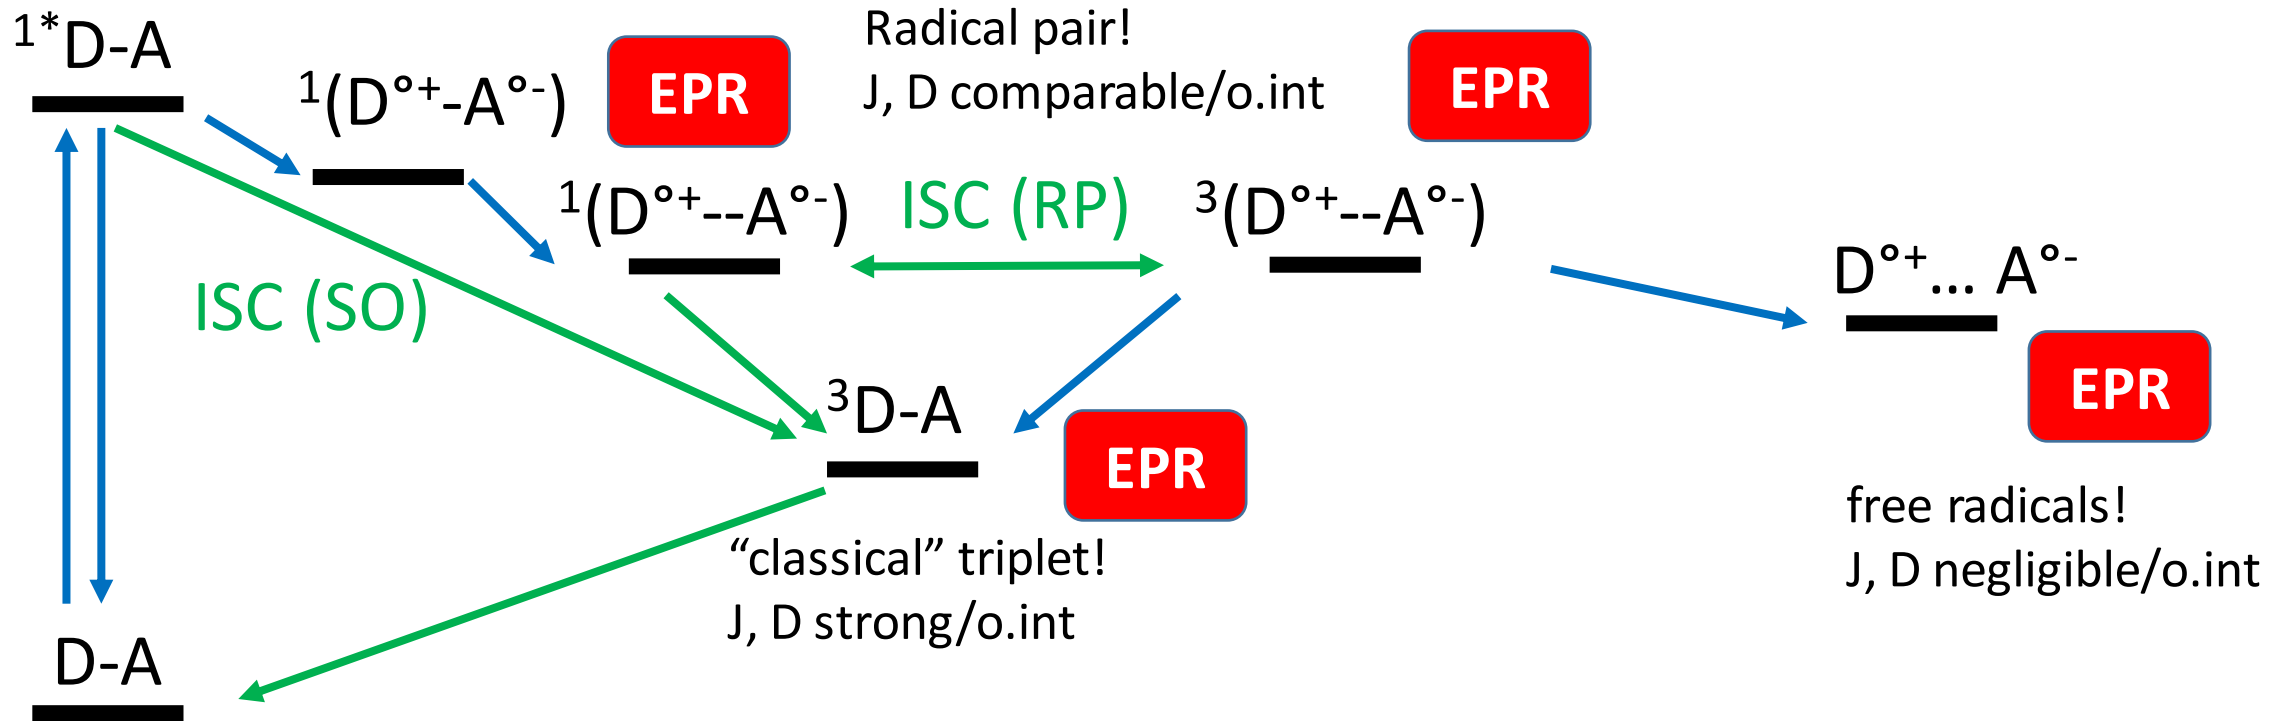 ¹*D-A
¹(D°⁺-A°⁻)
EPR
Radical pair!
J, D comparable/o.int
EPR
¹(D°⁺--A°⁻)
ISC (RP)
³(D°⁺--A°⁻)
D°⁺... A°⁻
ISC (SO)
EPR
³D-A
EPR
free radicals!
J, D negligible/o.int
“classical” triplet!
J, D strong/o.int
D-A